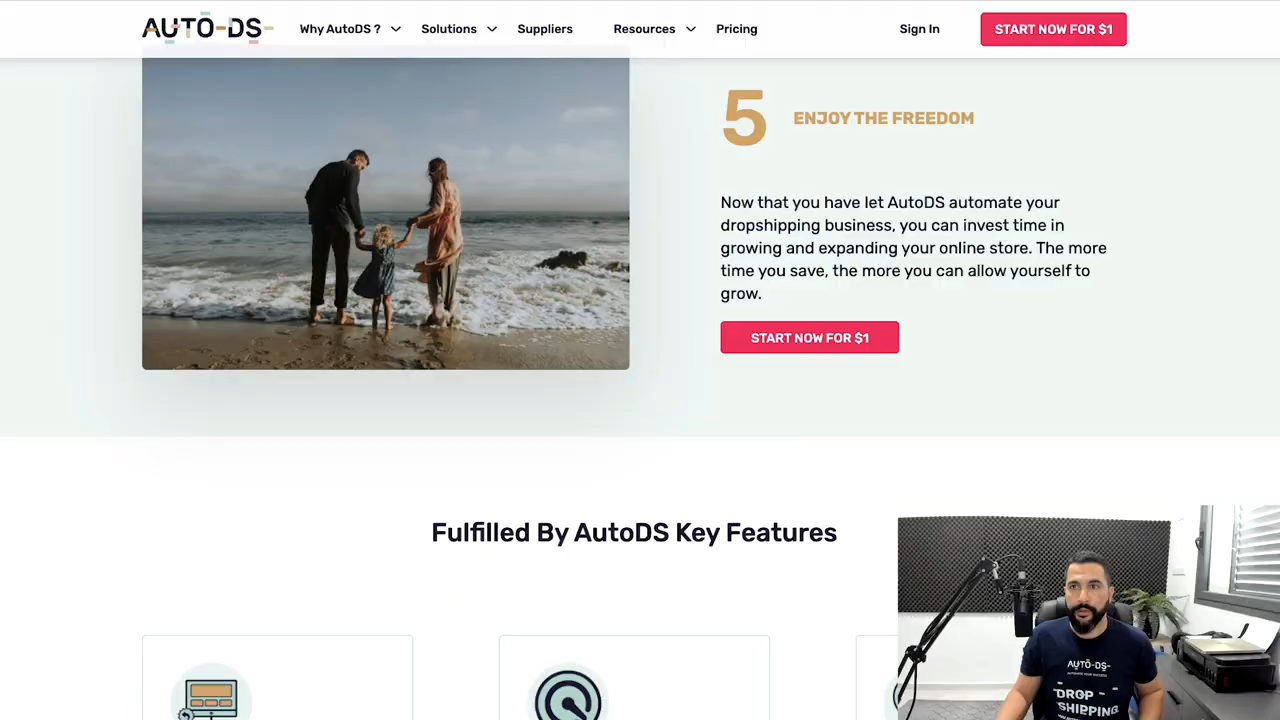 AUTO-DS-
Why AutoDS ?
Solutions
Suppliers
Resources
Pricing
Sign In
START NOW FOR $1
5
ENJOY THE FREEDOM
Now that you have let AutoDS automate your
dropshipping business, you can invest time in
growing and expanding your online store. The more
time you save, the more you can allow yourself to
grow.
START NOW FOR $1
Fulfilled By AutoDS Key Features
AUTO-DS-
AUTOMATE YOUR SUCCESS
DROP
SHIPPING